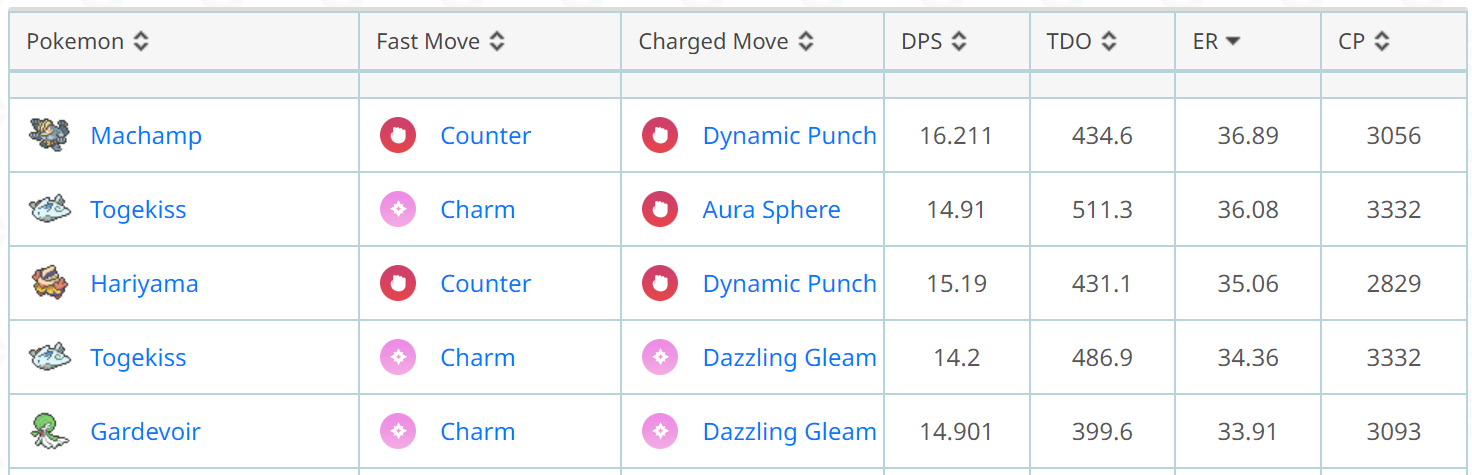 Pokemon Fast Move Charged Move DPS TDO ER CP
Machamp Counter Dynamic Punch 16.211 434.6 36.89 3056
Togekiss Charm Aura Sphere 14.91 511.3 36.08 3332
Hariyama Counter Dynamic Punch 15.19 431.1 35.06 2829
Togekiss Charm Dazzling Gleam 14.2 486.9 34.36 3332
Gardevoir Charm Dazzling Gleam 14.901 399.6 33.91 3093